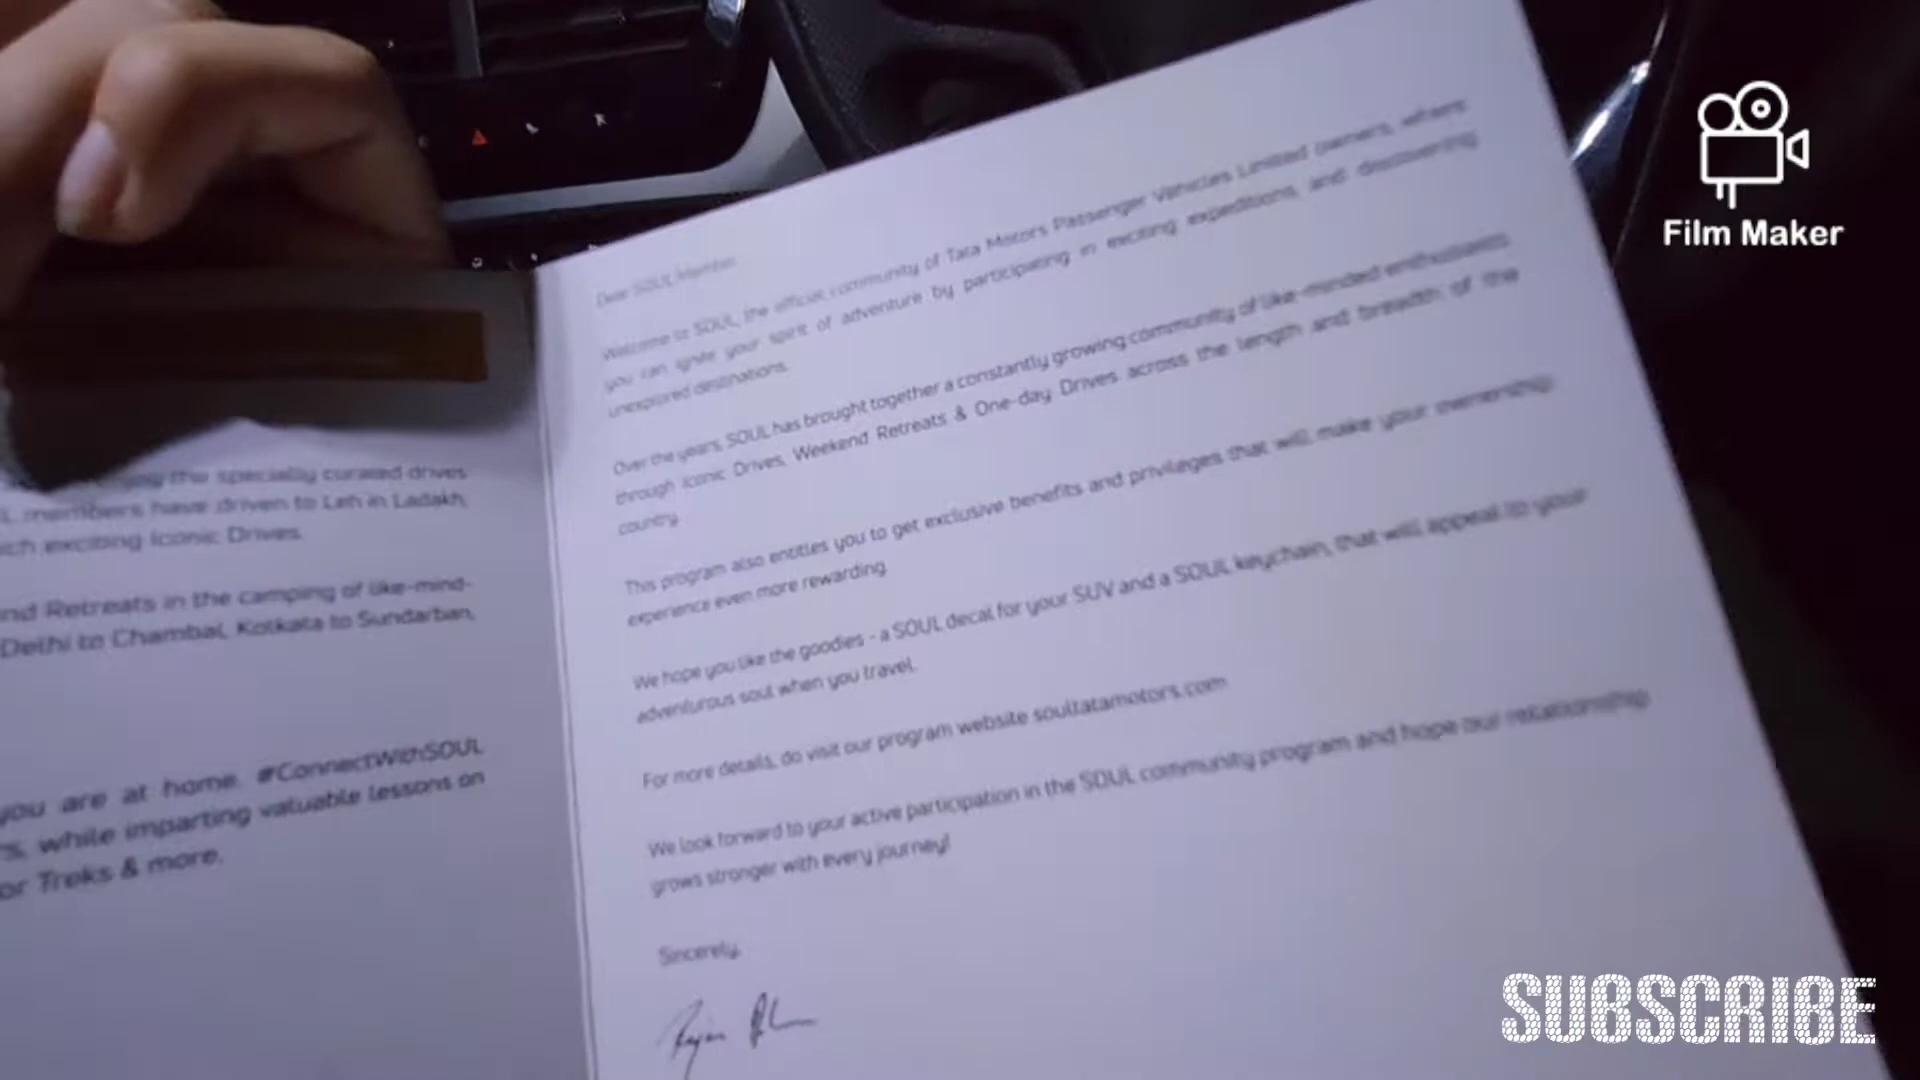 ying the specially curated drives
L members have driven to Leh in Ladakh,
ich exciting Iconic Drives.
nd Retreats in the camping of like-mind-
Delhi to Chambal, Kolkata to Sundarban,
you are at home. #ConnectWithSOUL
's, while imparting valuable lessons on
or Treks & more.
Dear SOUL Member,
Welcome to SOUL, the official community of Tata Motors Passenger Vehicles Limited owners, where
you can ignite your spirit of adventure by participating in exciting expeditions and discovering
unexplored destinations.
Over the years, SOUL has brought together a constantly growing community of like-minded enthusiasts
through Iconic Drives, Weekend Retreats & One-day Drives across the length and breadth of the
country.
This program also entitles you to get exclusive benefits and privileges that will make your ownership
experience even more rewarding.
We hope you like the goodies - a SOUL decal for your SUV and a SOUL keychain, that will appeal to your
adventurous soul when you travel.
For more details, do visit our program website soultatamotors.com
We look forward to your active participation in the SOUL community program and hope our relationship
grows stronger with every journey!
Sincerely,
Film Maker
SUBSCRIBE